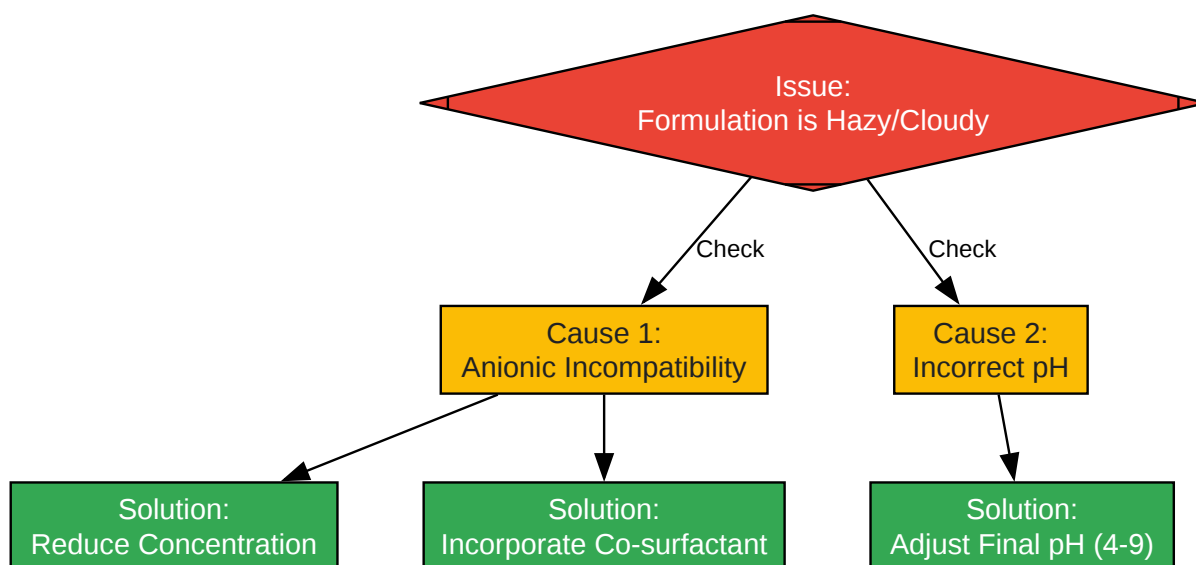 Issue:
Formulation is Hazy/Cloudy
Check
Check
Cause 1:
Anionic Incompatibility
Cause 2:
Incorrect pH
Solution:
Reduce Concentration
Solution:
Incorporate Co-surfactant
Solution:
Adjust Final pH (4-9)